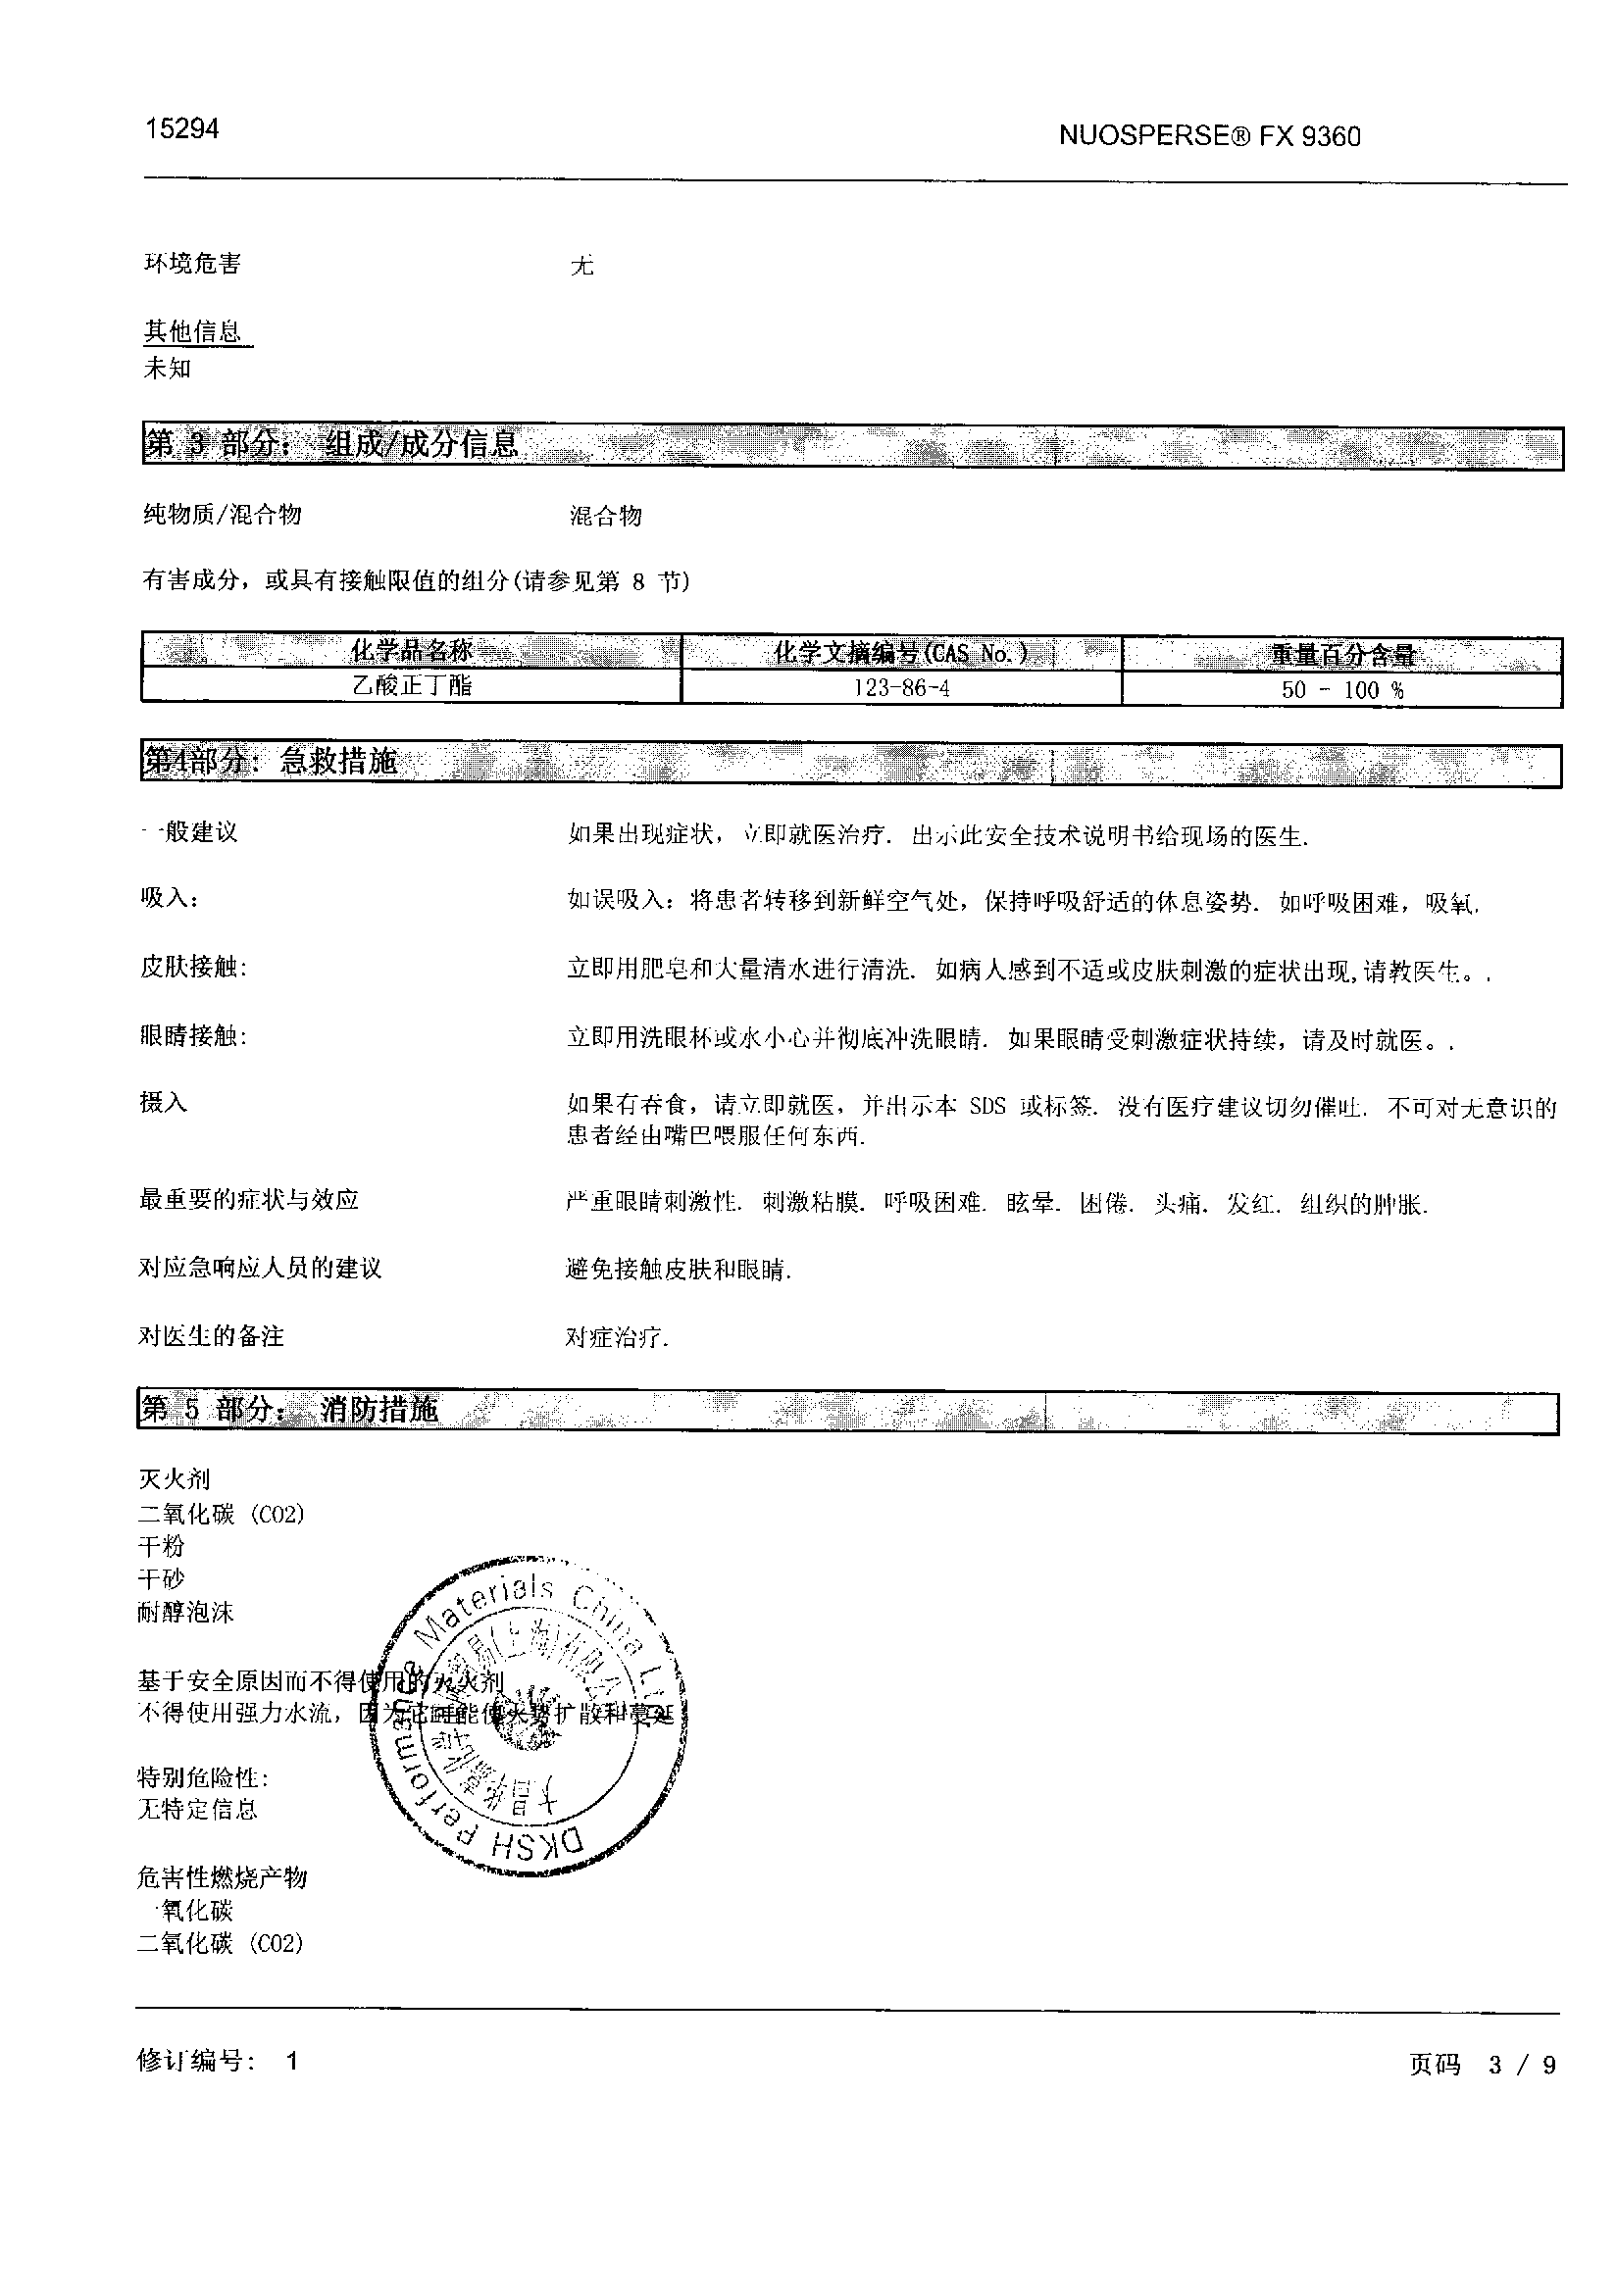 15294
NUOSPERSE® FX 9360
环境危害 无
其他信息
未知
第 3 部分： 组成/成分信息
纯物质/混合物 混合物
有害成分，或具有接触限值的组分(请参见第 8 节)
化学品名称 化学文摘编号(CAS No.) 重量百分含量
乙酸正丁酯 123-86-4 50 - 100 %
第4部分：急救措施
一般建议 如果出现症状，立即就医治疗. 出示此安全技术说明书给现场的医生.
吸入： 如误吸入：将患者转移到新鲜空气处，保持呼吸舒适的休息姿势. 如呼吸困难，吸氧.
皮肤接触： 立即用肥皂和大量清水进行清洗. 如病人感到不适或皮肤刺激的症状出现,请教医生。.
眼睛接触： 立即用洗眼杯或水小心并彻底冲洗眼睛. 如果眼睛受刺激症状持续，请及时就医。.
摄入 如果有吞食，请立即就医，并出示本 SDS 或标签. 没有医疗建议切勿催吐. 不可对无意识的
患者经由嘴巴喂服任何东西.
最重要的症状与效应 严重眼睛刺激性. 刺激粘膜. 呼吸困难. 眩晕. 困倦. 头痛. 发红. 组织的肿胀.
对应急响应人员的建议 避免接触皮肤和眼睛.
对医生的备注 对症治疗.
第 5 部分： 消防措施
灭火剂
二氧化碳 (CO2)
干粉
干砂
耐醇泡沫
基于安全原因而不得使用的灭火剂
不得使用强力水流，因为它可能使火势扩散和蔓延
特别危险性：
无特定信息
危害性燃烧产物
一氧化碳
二氧化碳 (CO2)
DKSH Performance Materials China Ltd
修订编号： 1
页码 3 / 9